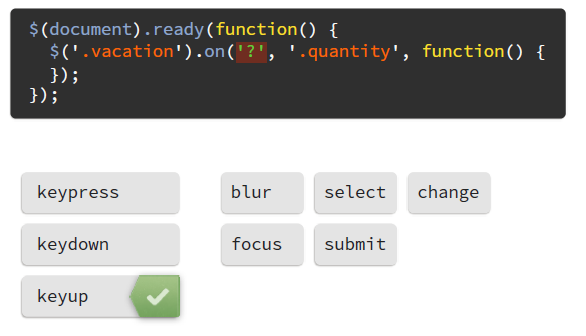 $(document).ready(function() {
  $('.vacation').on('?', '.quantity', function() {
  });
});
keypress blur select change
keydown focus submit
keyup